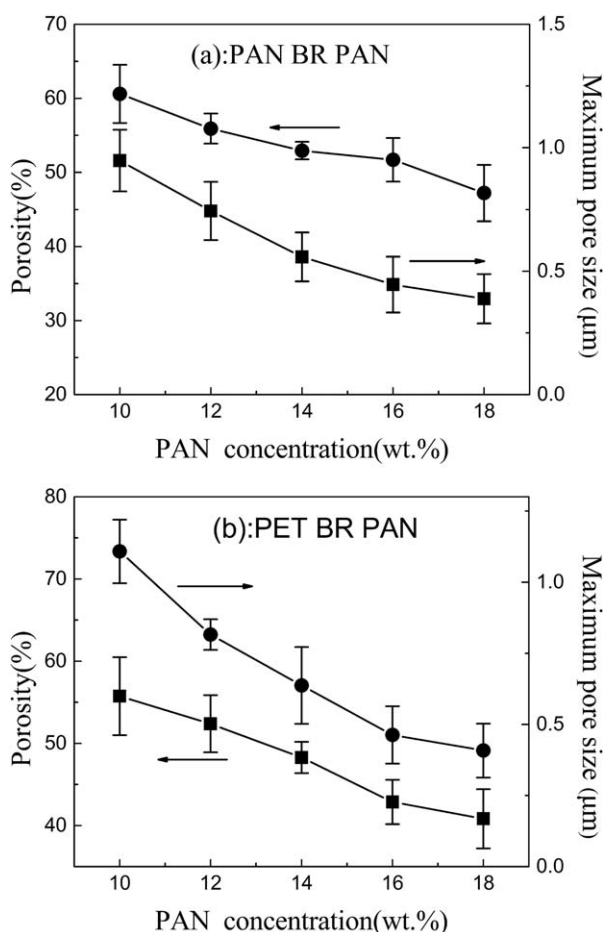 (a):PAN BR PAN
Porosity(%)
70
60
50
40
30
20
Maximum pore size (μm)
1.5
1.0
0.5
0.0
10 12 14 16 18
PAN concentration(wt.%)
(b):PET BR PAN
Porosity(%)
80
70
60
50
40
Maximum pore size (μm)
1.0
0.5
0.0
10 12 14 16 18
PAN concentration(wt.%)